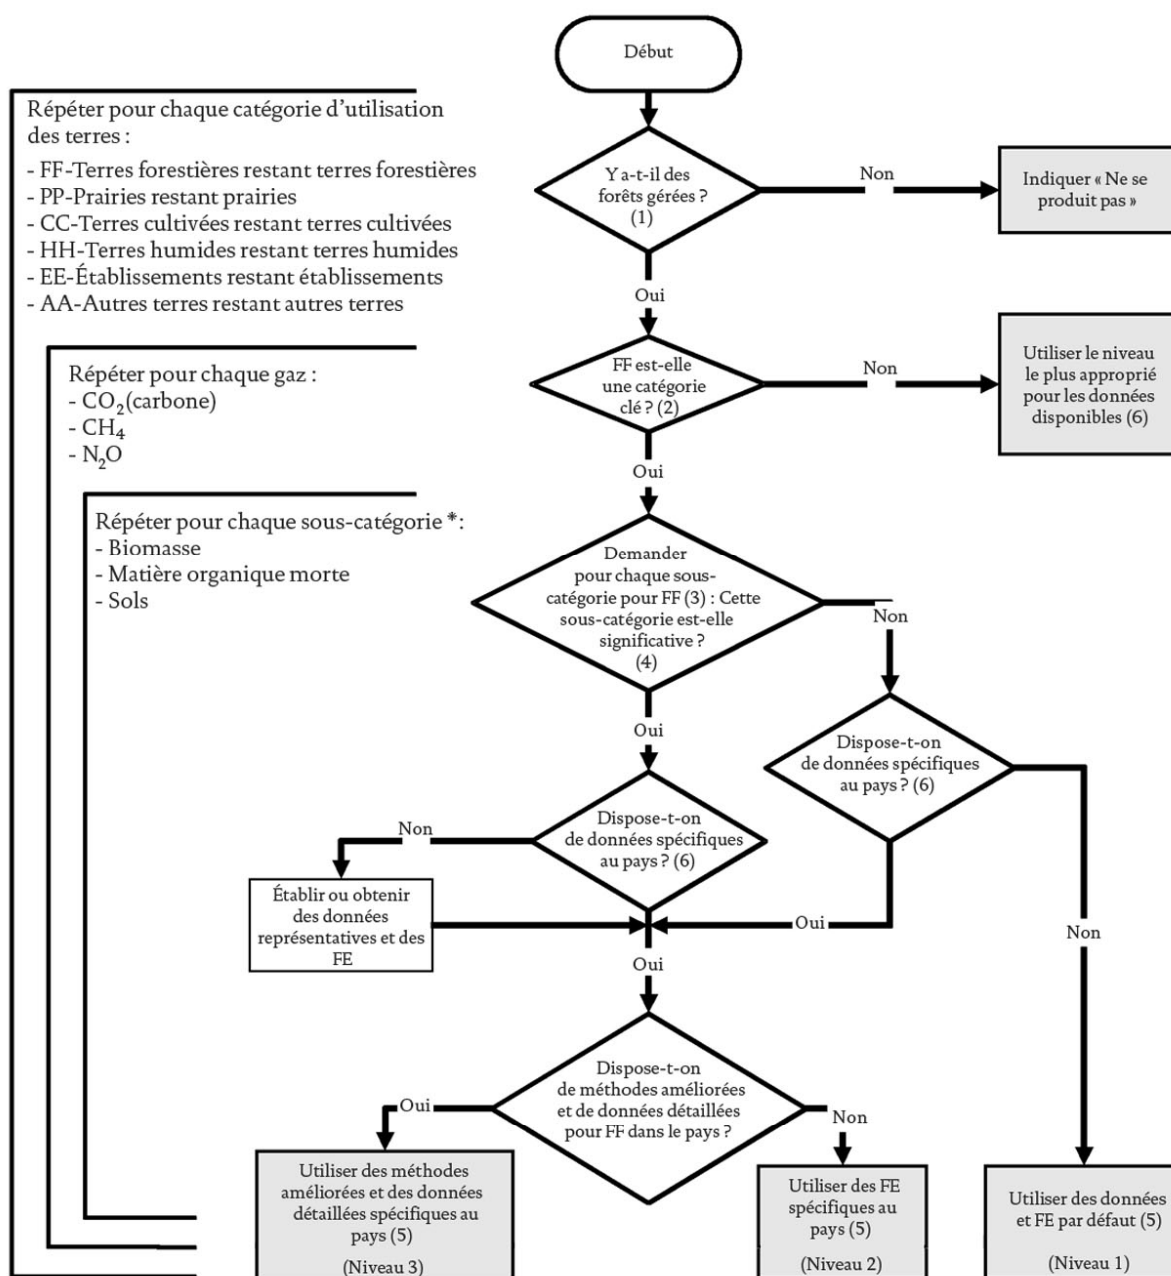 Début
Répéter pour chaque catégorie d'utilisation
des terres :
- FF-Terres forestières restant terres forestières
- PP-Prairies restant prairies
- CC-Terres cultivées restant terres cultivées
- HH-Terres humides restant terres humides
- EE-Établissements restant établissements
- AA-Autres terres restant autres terres
Y a-t-il des
forêts gérées ?
(1)
Non
Indiquer « Ne se
produit pas »
Oui
Répéter pour chaque gaz :
- CO₂(carbone)
- CH₄
- N₂O
FF est-elle
une catégorie
clé ? (2)
Non
Utiliser le niveau
le plus approprié
pour les données
disponibles (6)
Oui
Répéter pour chaque sous-catégorie *:
- Biomasse
- Matière organique morte
- Sols
Demander
pour chaque sous-
catégorie pour FF (3) : Cette
sous-catégorie est-elle
significative ?
(4)
Non
Oui
Dispose-t-on
de données spécifiques
au pays ? (6)
Dispose-t-on
de données spécifiques
au pays ? (6)
Non
Établir ou obtenir
des données
représentatives et des
FE
Oui
Non
Oui
Dispose-t-on
de méthodes améliorées
et de données détaillées
pour FF dans le pays ?
Oui
Non
Utiliser des méthodes
améliorées et des données
détaillées spécifiques au
pays (5)
(Niveau 3)
Utiliser des FE
spécifiques au
pays (5)
(Niveau 2)
Utiliser des données
et FE par défaut (5)
(Niveau 1)